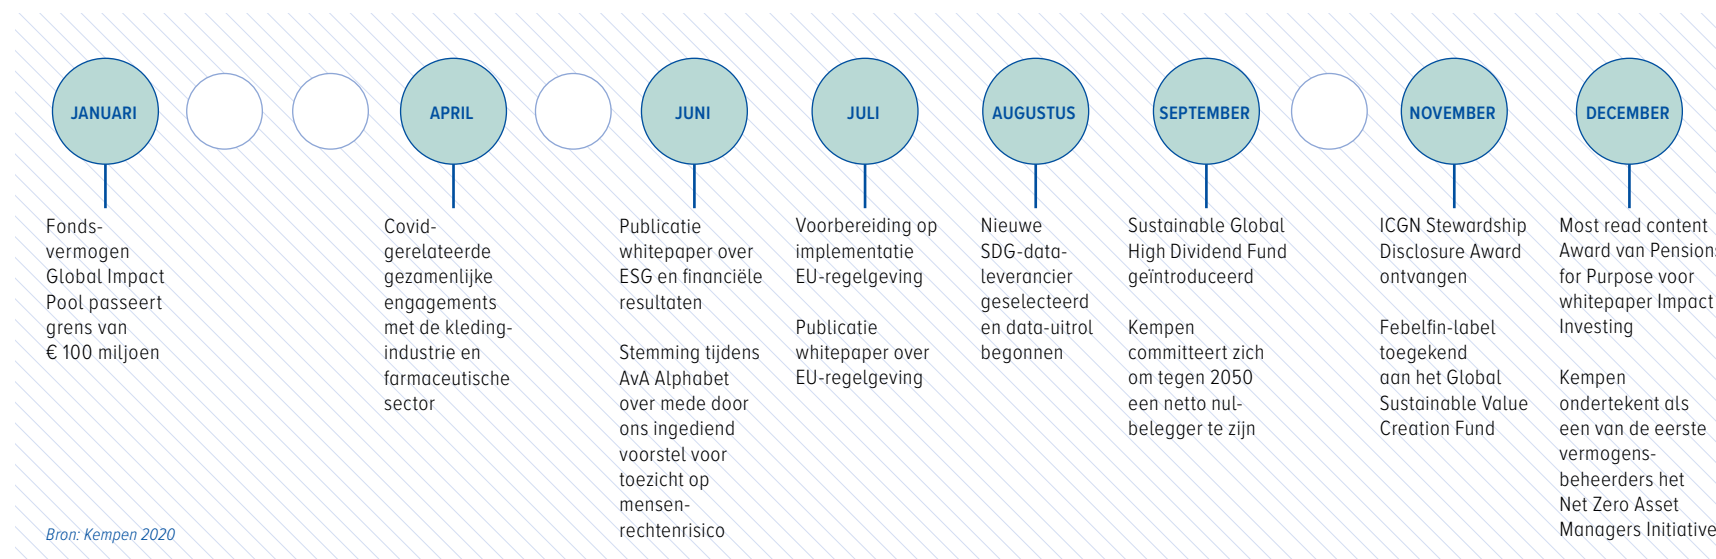 JANUARI
Fonds-
vermogen
Global Impact
Pool passeert
grens van
€ 100 miljoen
APRIL
Covid-
gerelateerde
gezamenlijke
engagements
met de kleding-
industrie en
farmaceutische
sector
JUNI
Publicatie
whitepaper over
ESG en financiële
resultaten
Stemming tijdens
AvA Alphabet
over mede door
ons ingediend
voorstel voor
toezicht op
mensen-
rechtenrisico
JULI
Voorbereiding op
implementatie
EU-regelgeving
Publicatie
whitepaper over
EU-regelgeving
AUGUSTUS
Nieuwe
SDG-data-
leverancier
geselecteerd
en data-uitrol
begonnen
SEPTEMBER
Sustainable Global
High Dividend Fund
geïntroduceerd
Kempen
committeert zich
om tegen 2050
een netto nul-
belegger te zijn
NOVEMBER
ICGN Stewardship
Disclosure Award
ontvangen
Febelfin-label
toegekend
aan het Global
Sustainable Value
Creation Fund
DECEMBER
Most read content
Award van Pensions
for Purpose voor
whitepaper Impact
Investing
Kempen
ondertekent als
een van de eerste
vermogens-
beheerders het
Net Zero Asset
Managers Initiative
Bron: Kempen 2020